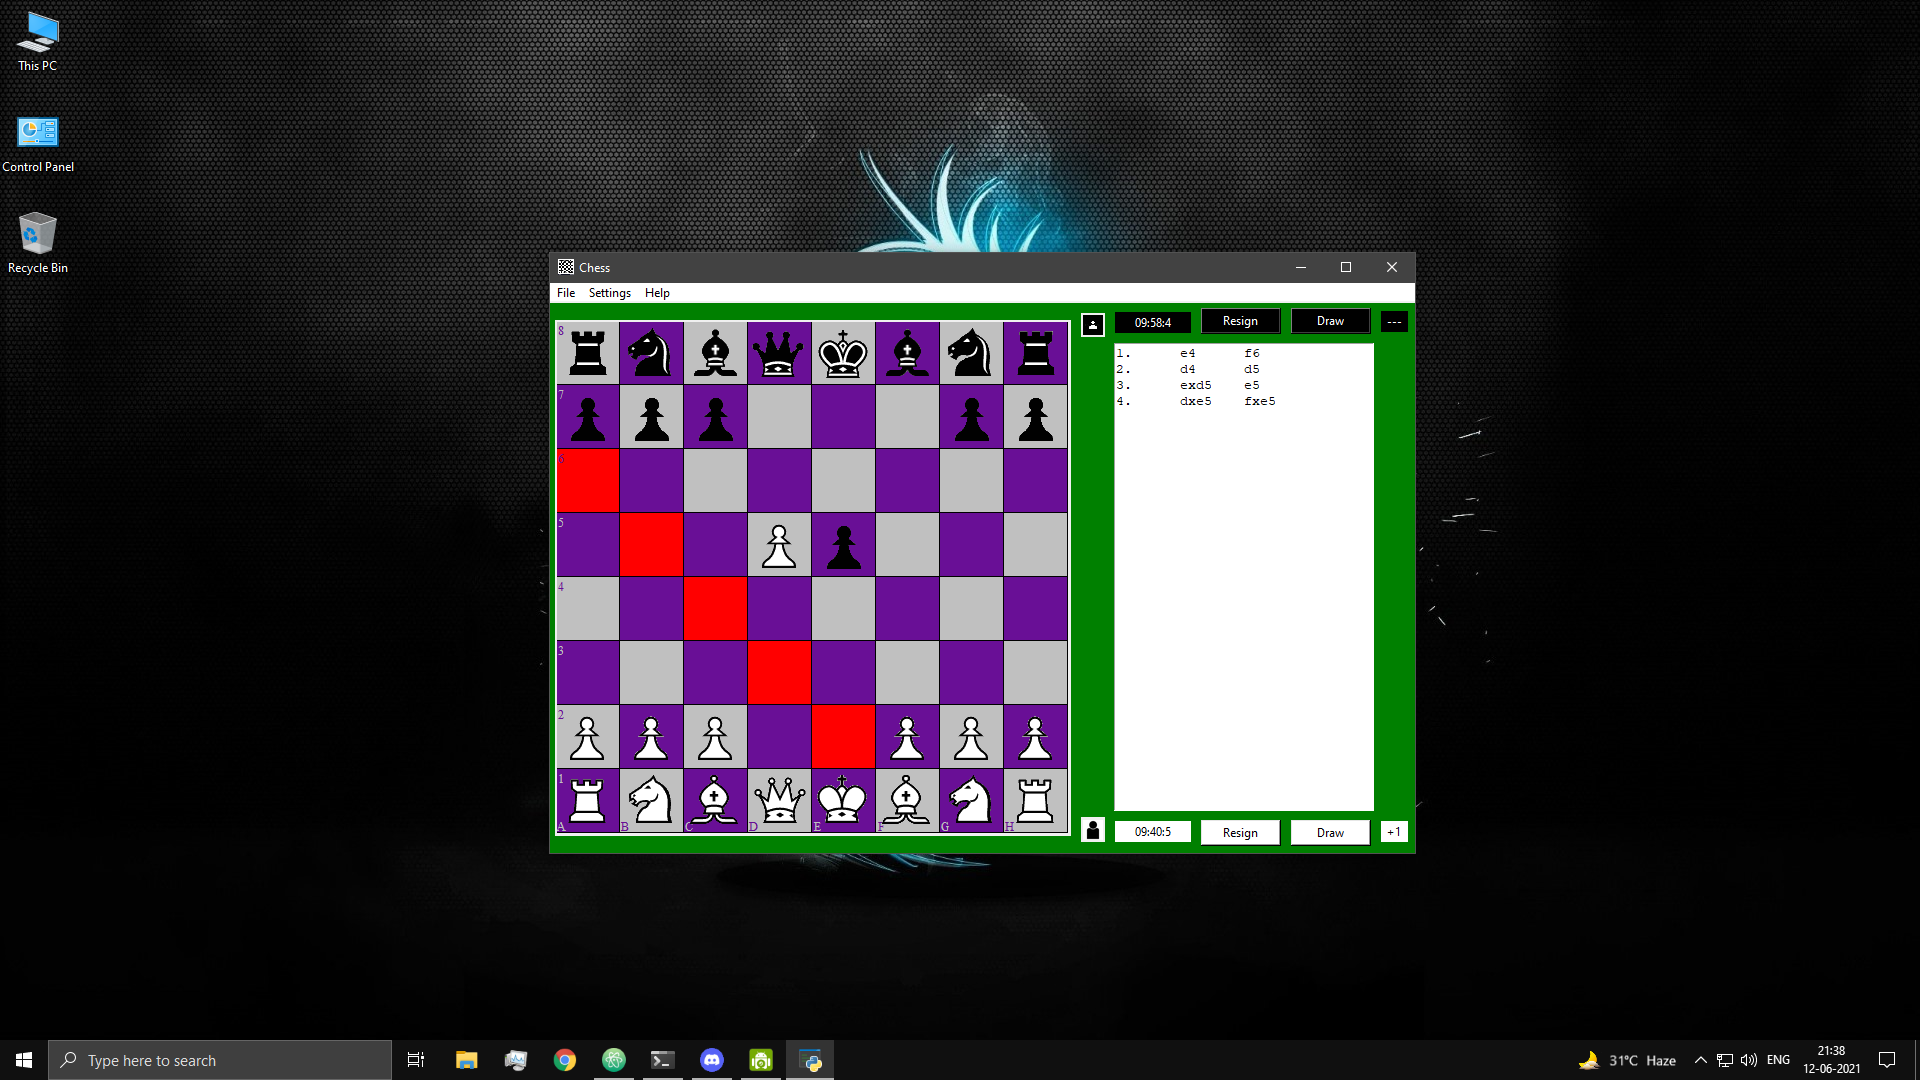 This PC
Control Panel
Recycle Bin
Chess
File Settings Help
8
7
6
5
4
3
2
1
A B C D E F G H
09:58:4 Resign Draw ---
1. e4 f6
2. d4 d5
3. exd5 e5
4. dxe5 fxe5
09:40:5 Resign Draw +1
Type here to search
31°C Haze
ENG
21:38
12-06-2021